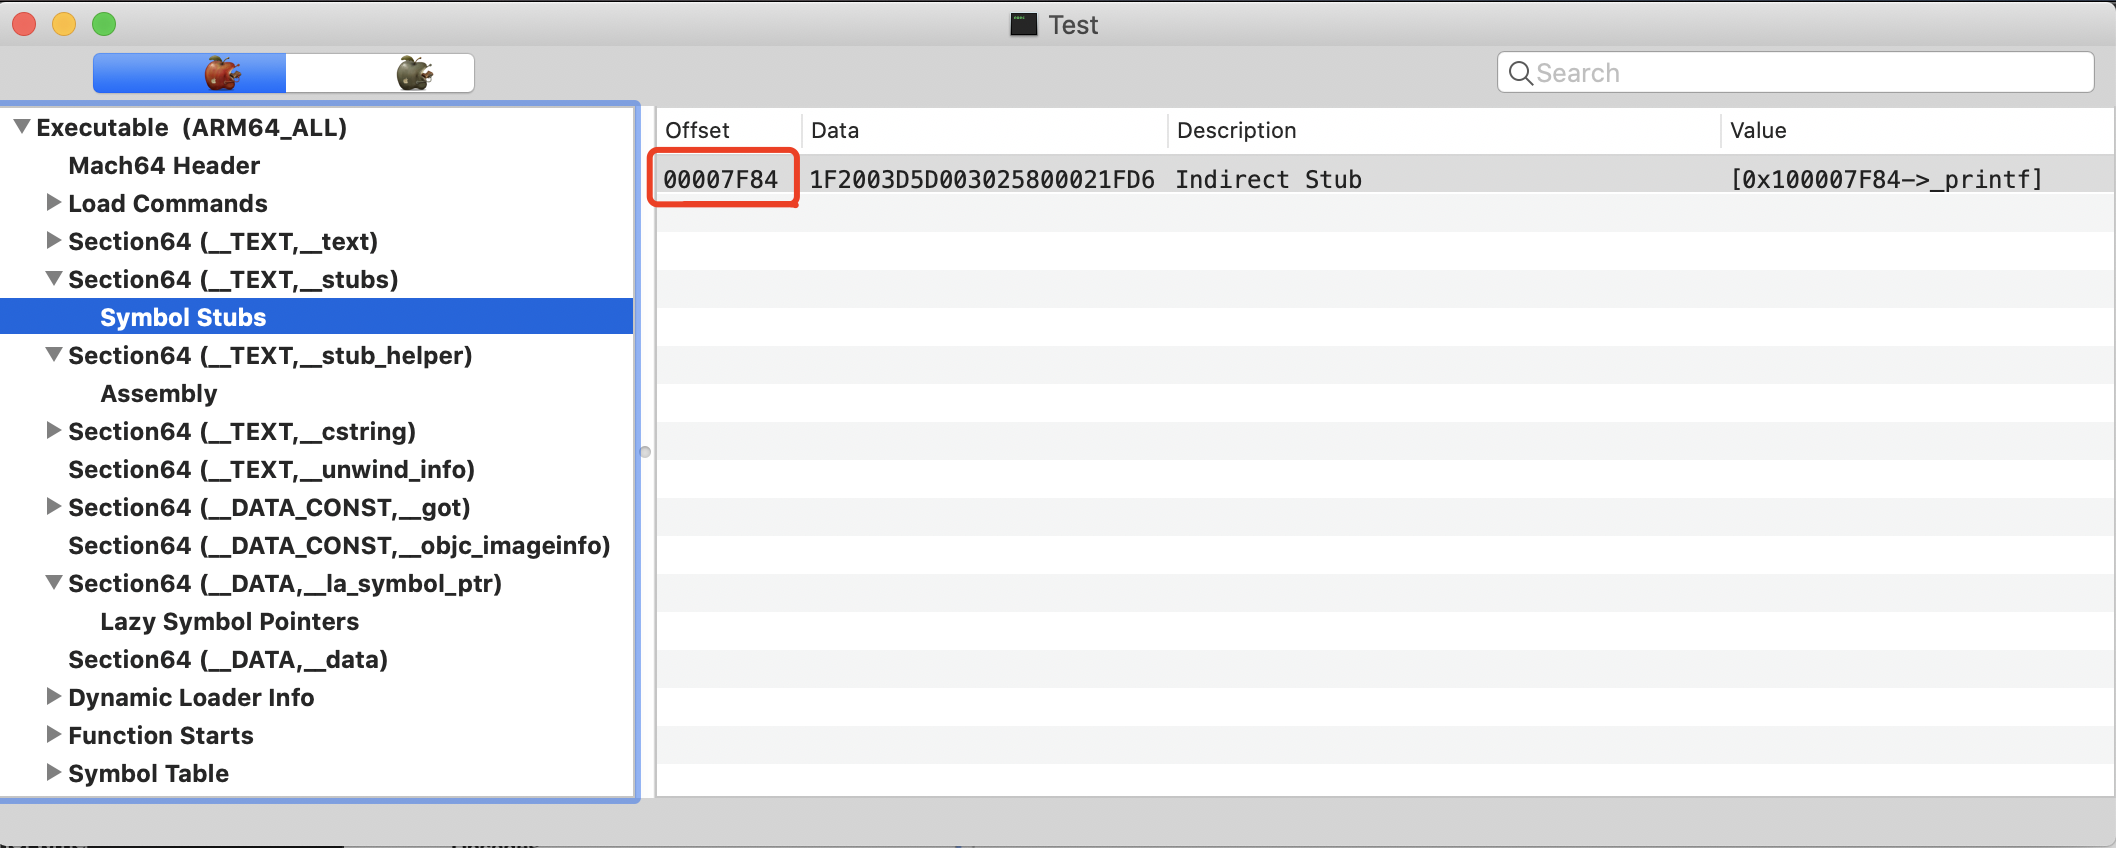 Test
Search
Executable (ARM64_ALL)
Mach64 Header
Load Commands
Section64 (__TEXT,__text)
Section64 (__TEXT,__stubs)
Symbol Stubs
Section64 (__TEXT,__stub_helper)
Assembly
Section64 (__TEXT,__cstring)
Section64 (__TEXT,__unwind_info)
Section64 (__DATA_CONST,__got)
Section64 (__DATA_CONST,__objc_imageinfo)
Section64 (__DATA,__la_symbol_ptr)
Lazy Symbol Pointers
Section64 (__DATA,__data)
Dynamic Loader Info
Function Starts
Symbol Table
Offset Data Description Value
00007F84 1F2003D5D003025800021FD6 Indirect Stub [0x100007F84->_printf]